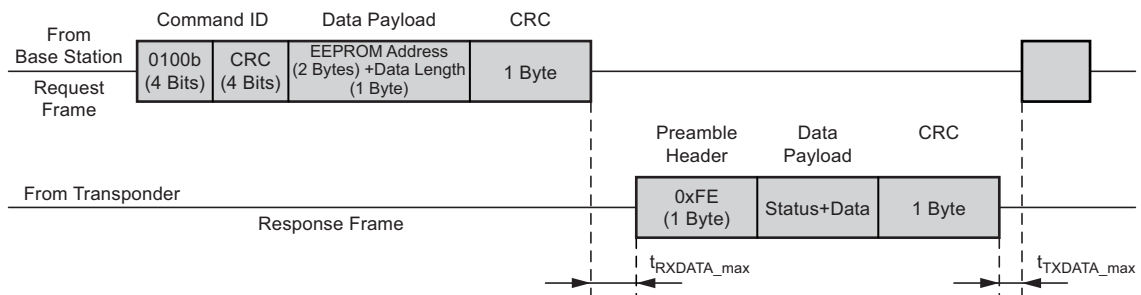 Command ID
Data Payload
CRC
From
Base Station
Request
Frame
0100b
(4 Bits)
CRC
(4 Bits)
EEPROM Address
(2 Bytes) +Data Length
(1 Byte)
1 Byte
Preamble
Header
Data
Payload
CRC
From Transponder
Response Frame
0xFE
(1 Byte)
Status+Data
1 Byte
tRXDATA_max
tTXDATA_max